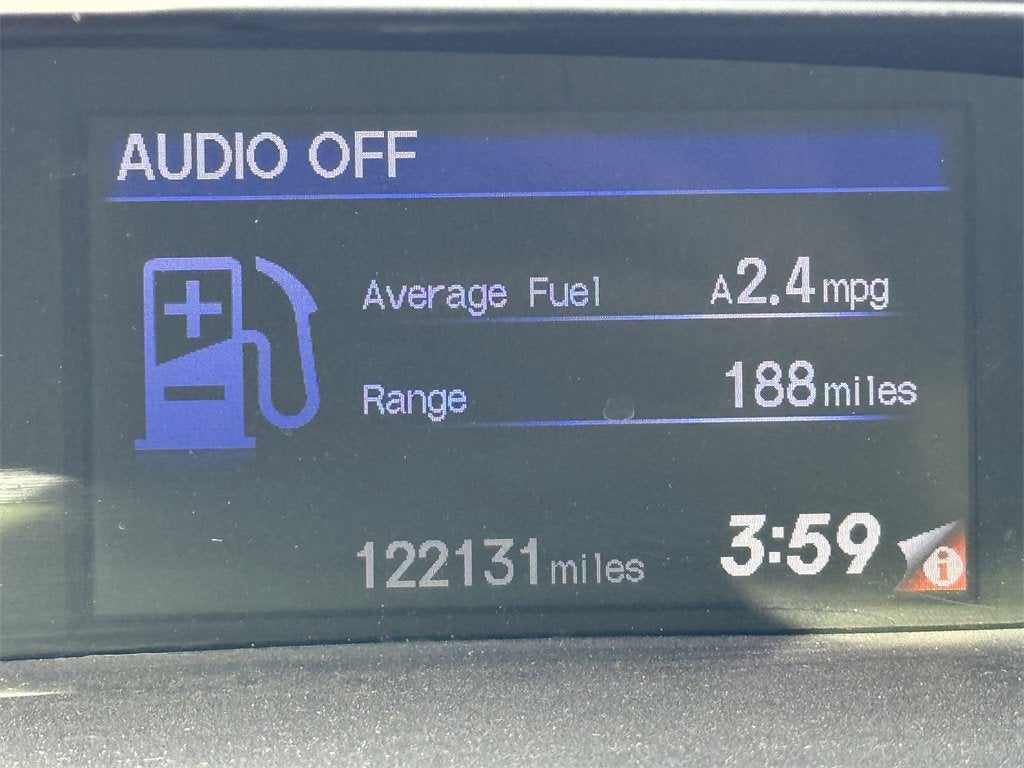 AUDIO OFF
Average Fuel A2.4mpg
Range 188miles
122131miles 3:59 i